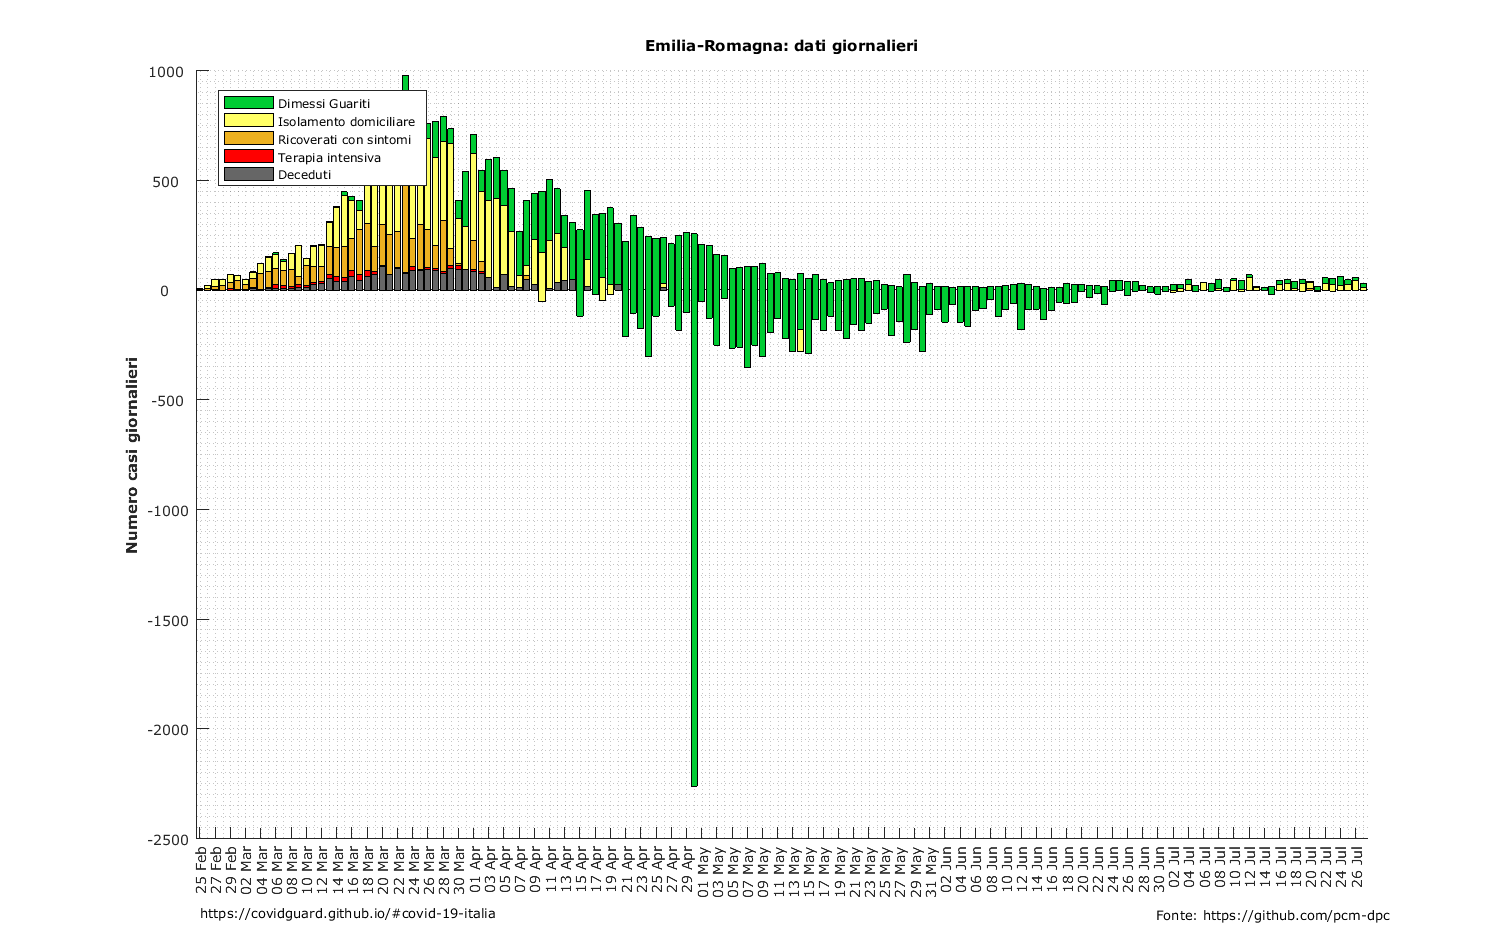 Emilia-Romagna: dati giornalieri
1000
500
0
-500
-1000
-1500
-2000
-2500
Numero casi giornalieri
Dimessi Guariti
Isolamento domiciliare
Ricoverati con sintomi
Terapia intensiva
Deceduti
25 Feb
27 Feb
29 Feb
02 Mar
04 Mar
06 Mar
08 Mar
10 Mar
12 Mar
14 Mar
16 Mar
18 Mar
20 Mar
22 Mar
24 Mar
26 Mar
28 Mar
30 Mar
01 Apr
03 Apr
05 Apr
07 Apr
09 Apr
11 Apr
13 Apr
15 Apr
17 Apr
19 Apr
21 Apr
23 Apr
25 Apr
27 Apr
29 Apr
01 May
03 May
05 May
07 May
09 May
11 May
13 May
15 May
17 May
19 May
21 May
23 May
25 May
27 May
29 May
31 May
02 Jun
04 Jun
06 Jun
08 Jun
10 Jun
12 Jun
14 Jun
16 Jun
18 Jun
20 Jun
22 Jun
24 Jun
26 Jun
28 Jun
30 Jun
02 Jul
04 Jul
06 Jul
08 Jul
10 Jul
12 Jul
14 Jul
16 Jul
18 Jul
20 Jul
22 Jul
24 Jul
26 Jul
https://covidguard.github.io/#covid-19-italia
Fonte: https://github.com/pcm-dpc